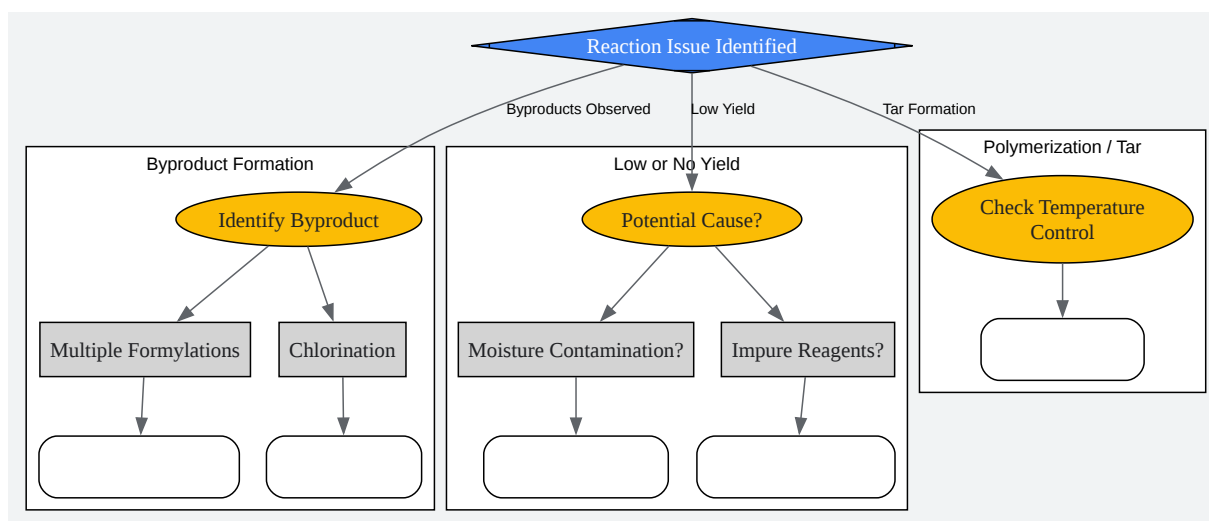 Reaction Issue Identified
Byproducts Observed
Low Yield
Tar Formation
Byproduct Formation
Low or No Yield
Polymerization / Tar
Identify Byproduct
Potential Cause?
Check Temperature
Control
Multiple Formylations
Chlorination
Moisture Contamination?
Impure Reagents?